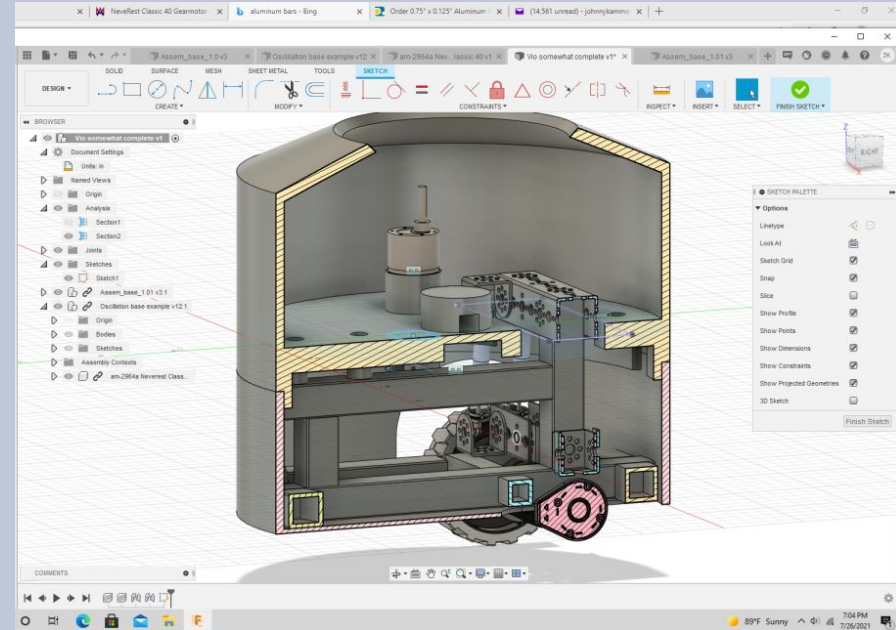 NeveRest Classic 40 Gearmotor
aluminum bars - Bing
Order 0.75" x 0.125" Aluminum
(14,561 unread) - johnnykamme
Assem_base_1.0 v3
Oscillation base example v12
am-2964a Nev... lassic 40 v1
Vio somewhat complete v1*
Assem_base_1.01 v3
SOLID
SURFACE
MESH
SHEET METAL
TOOLS
SKETCH
DESIGN
CREATE
MODIFY
CONSTRAINTS
INSPECT
INSERT
SELECT
FINISH SKETCH
BROWSER
Vio somewhat complete v1
Document Settings
Units: in
Named Views
Origin
Analysis
Section1
Section2
Joints
Sketches
Sketch1
Assem_base_1.01 v3:1
Oscillation base example v12:1
Origin
Bodies
Sketches
Assembly Contexts
am-2964a Neverest Class...
Z
RIGHT
X
SKETCH PALETTE
Options
Linetype
Look At
Sketch Grid
Snap
Slice
Show Profile
Show Points
Show Dimensions
Show Constraints
Show Projected Geometries
3D Sketch
Finish Sketch
COMMENTS
89°F Sunny
7:04 PM
7/26/2021